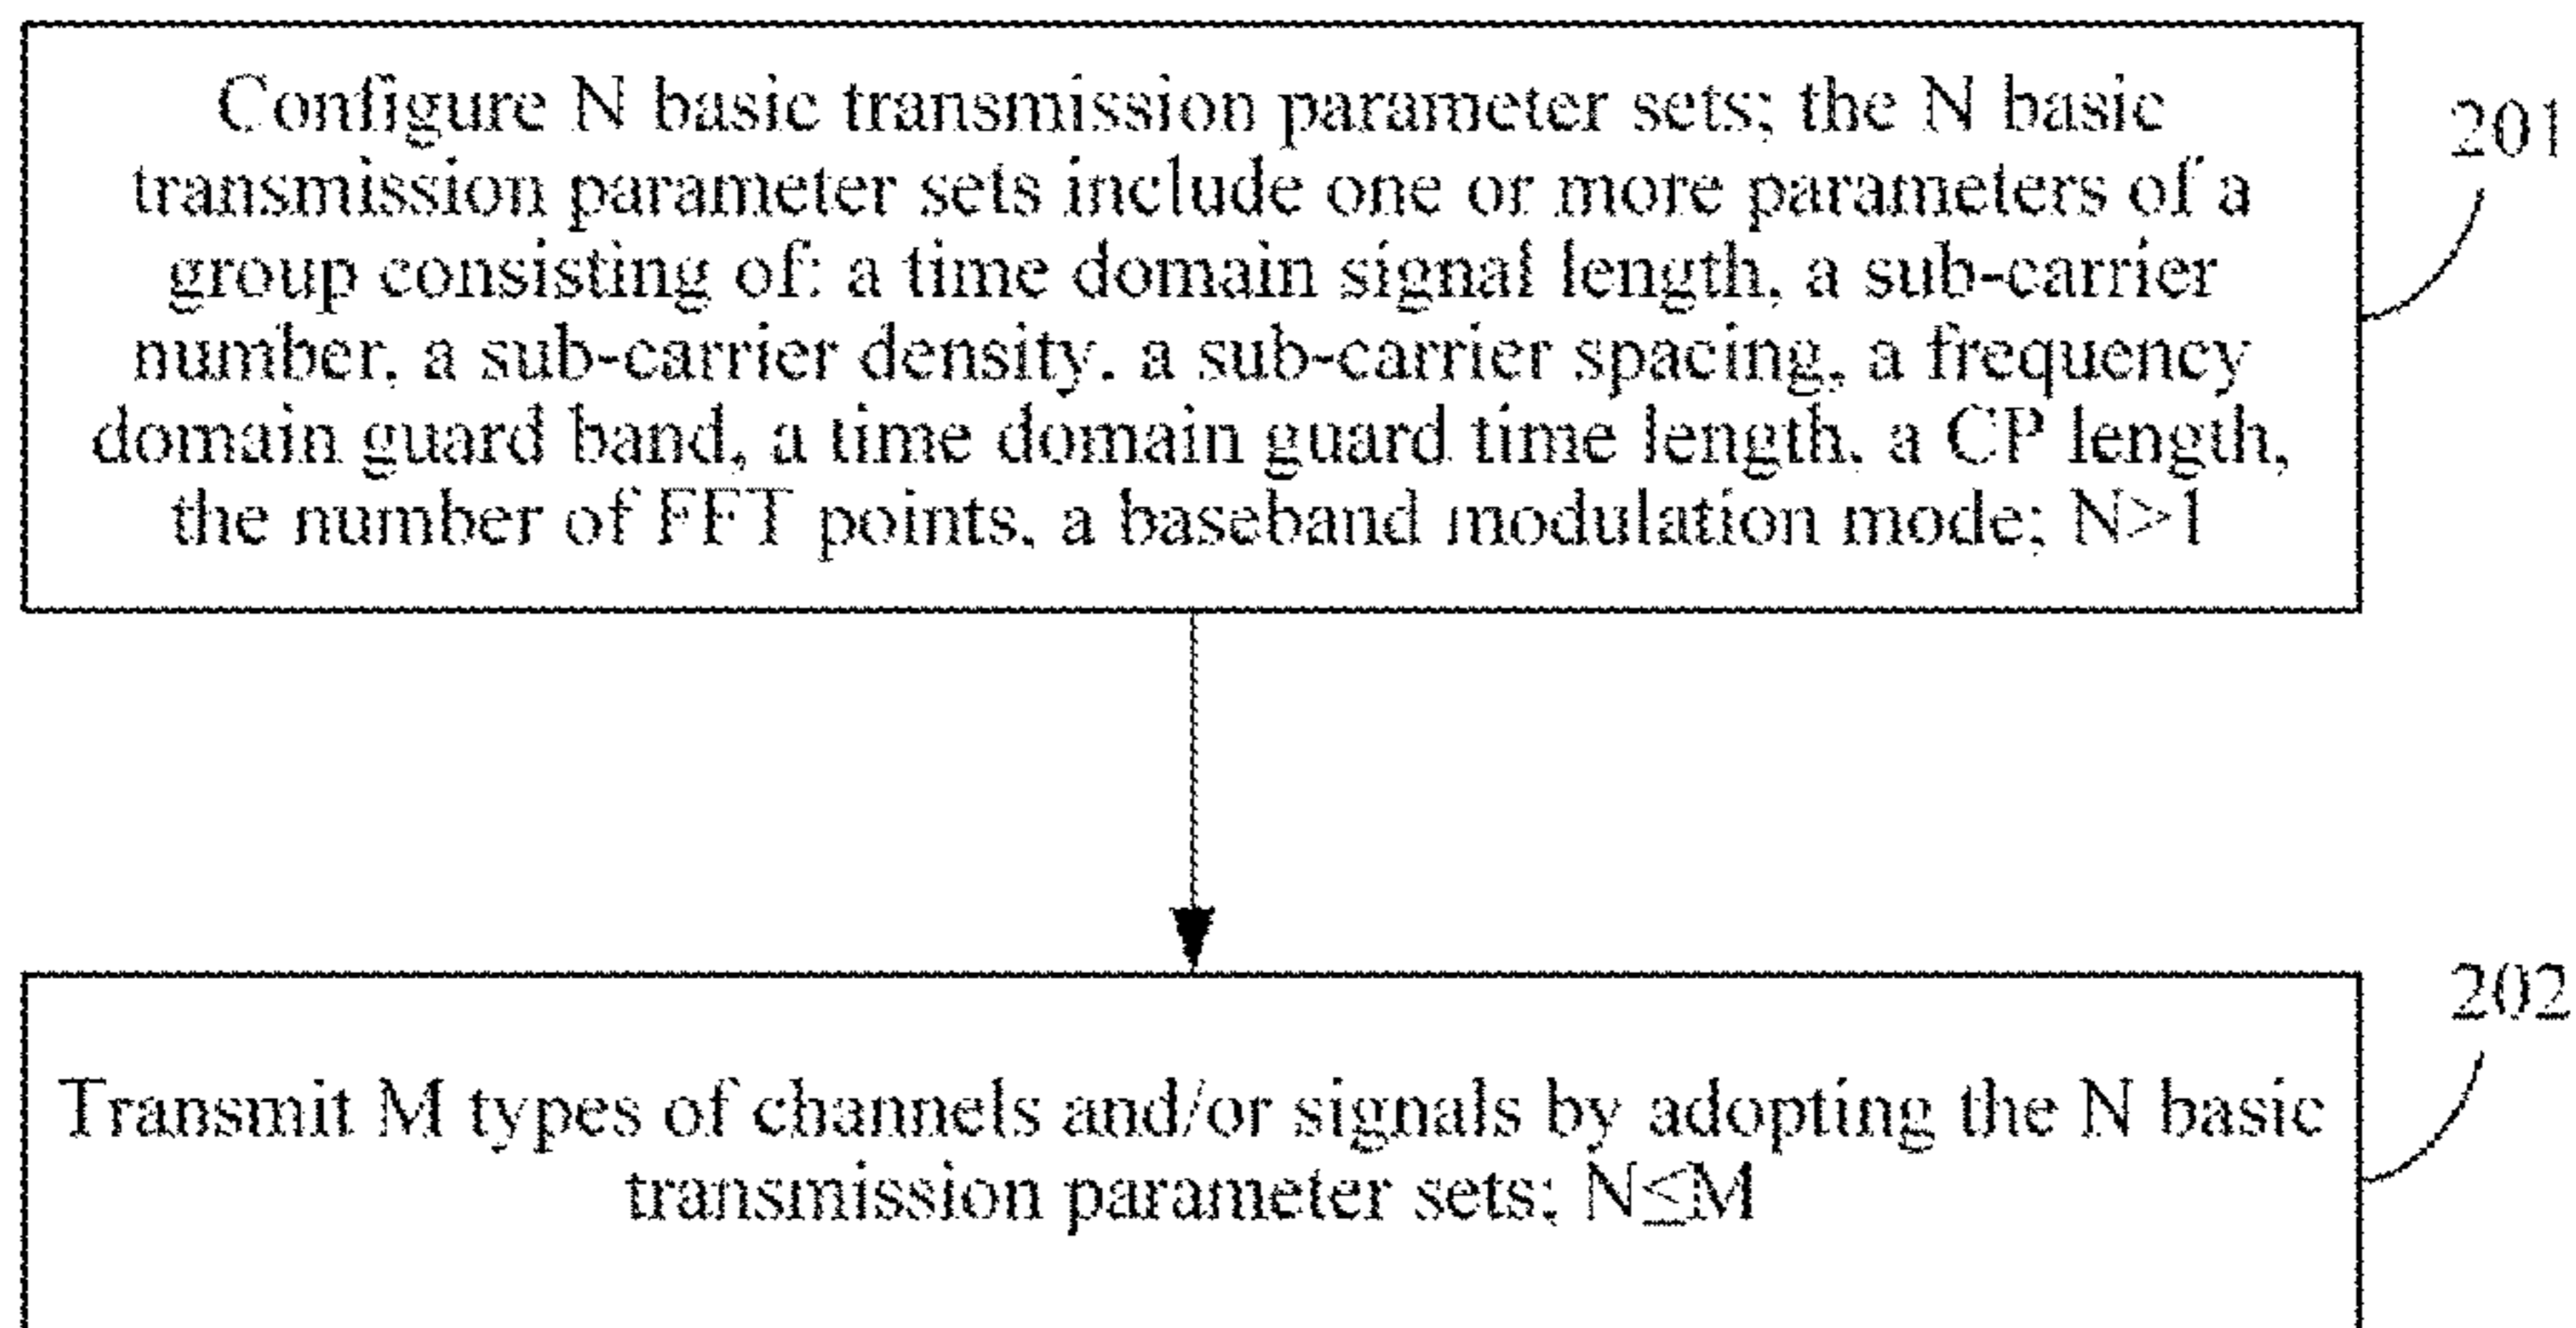 Configure N basic transmission parameter sets; the N basic
transmission parameter sets include one or more parameters of a
group consisting of: a time domain signal length, a sub-carrier
number, a sub-carrier density, a sub-carrier spacing, a frequency
domain guard band, a time domain guard time length, a CP length,
the number of FFT points, a baseband modulation mode; N>1
201
Transmit M types of channels and/or signals by adopting the N basic
transmission parameter sets; N≤M
202